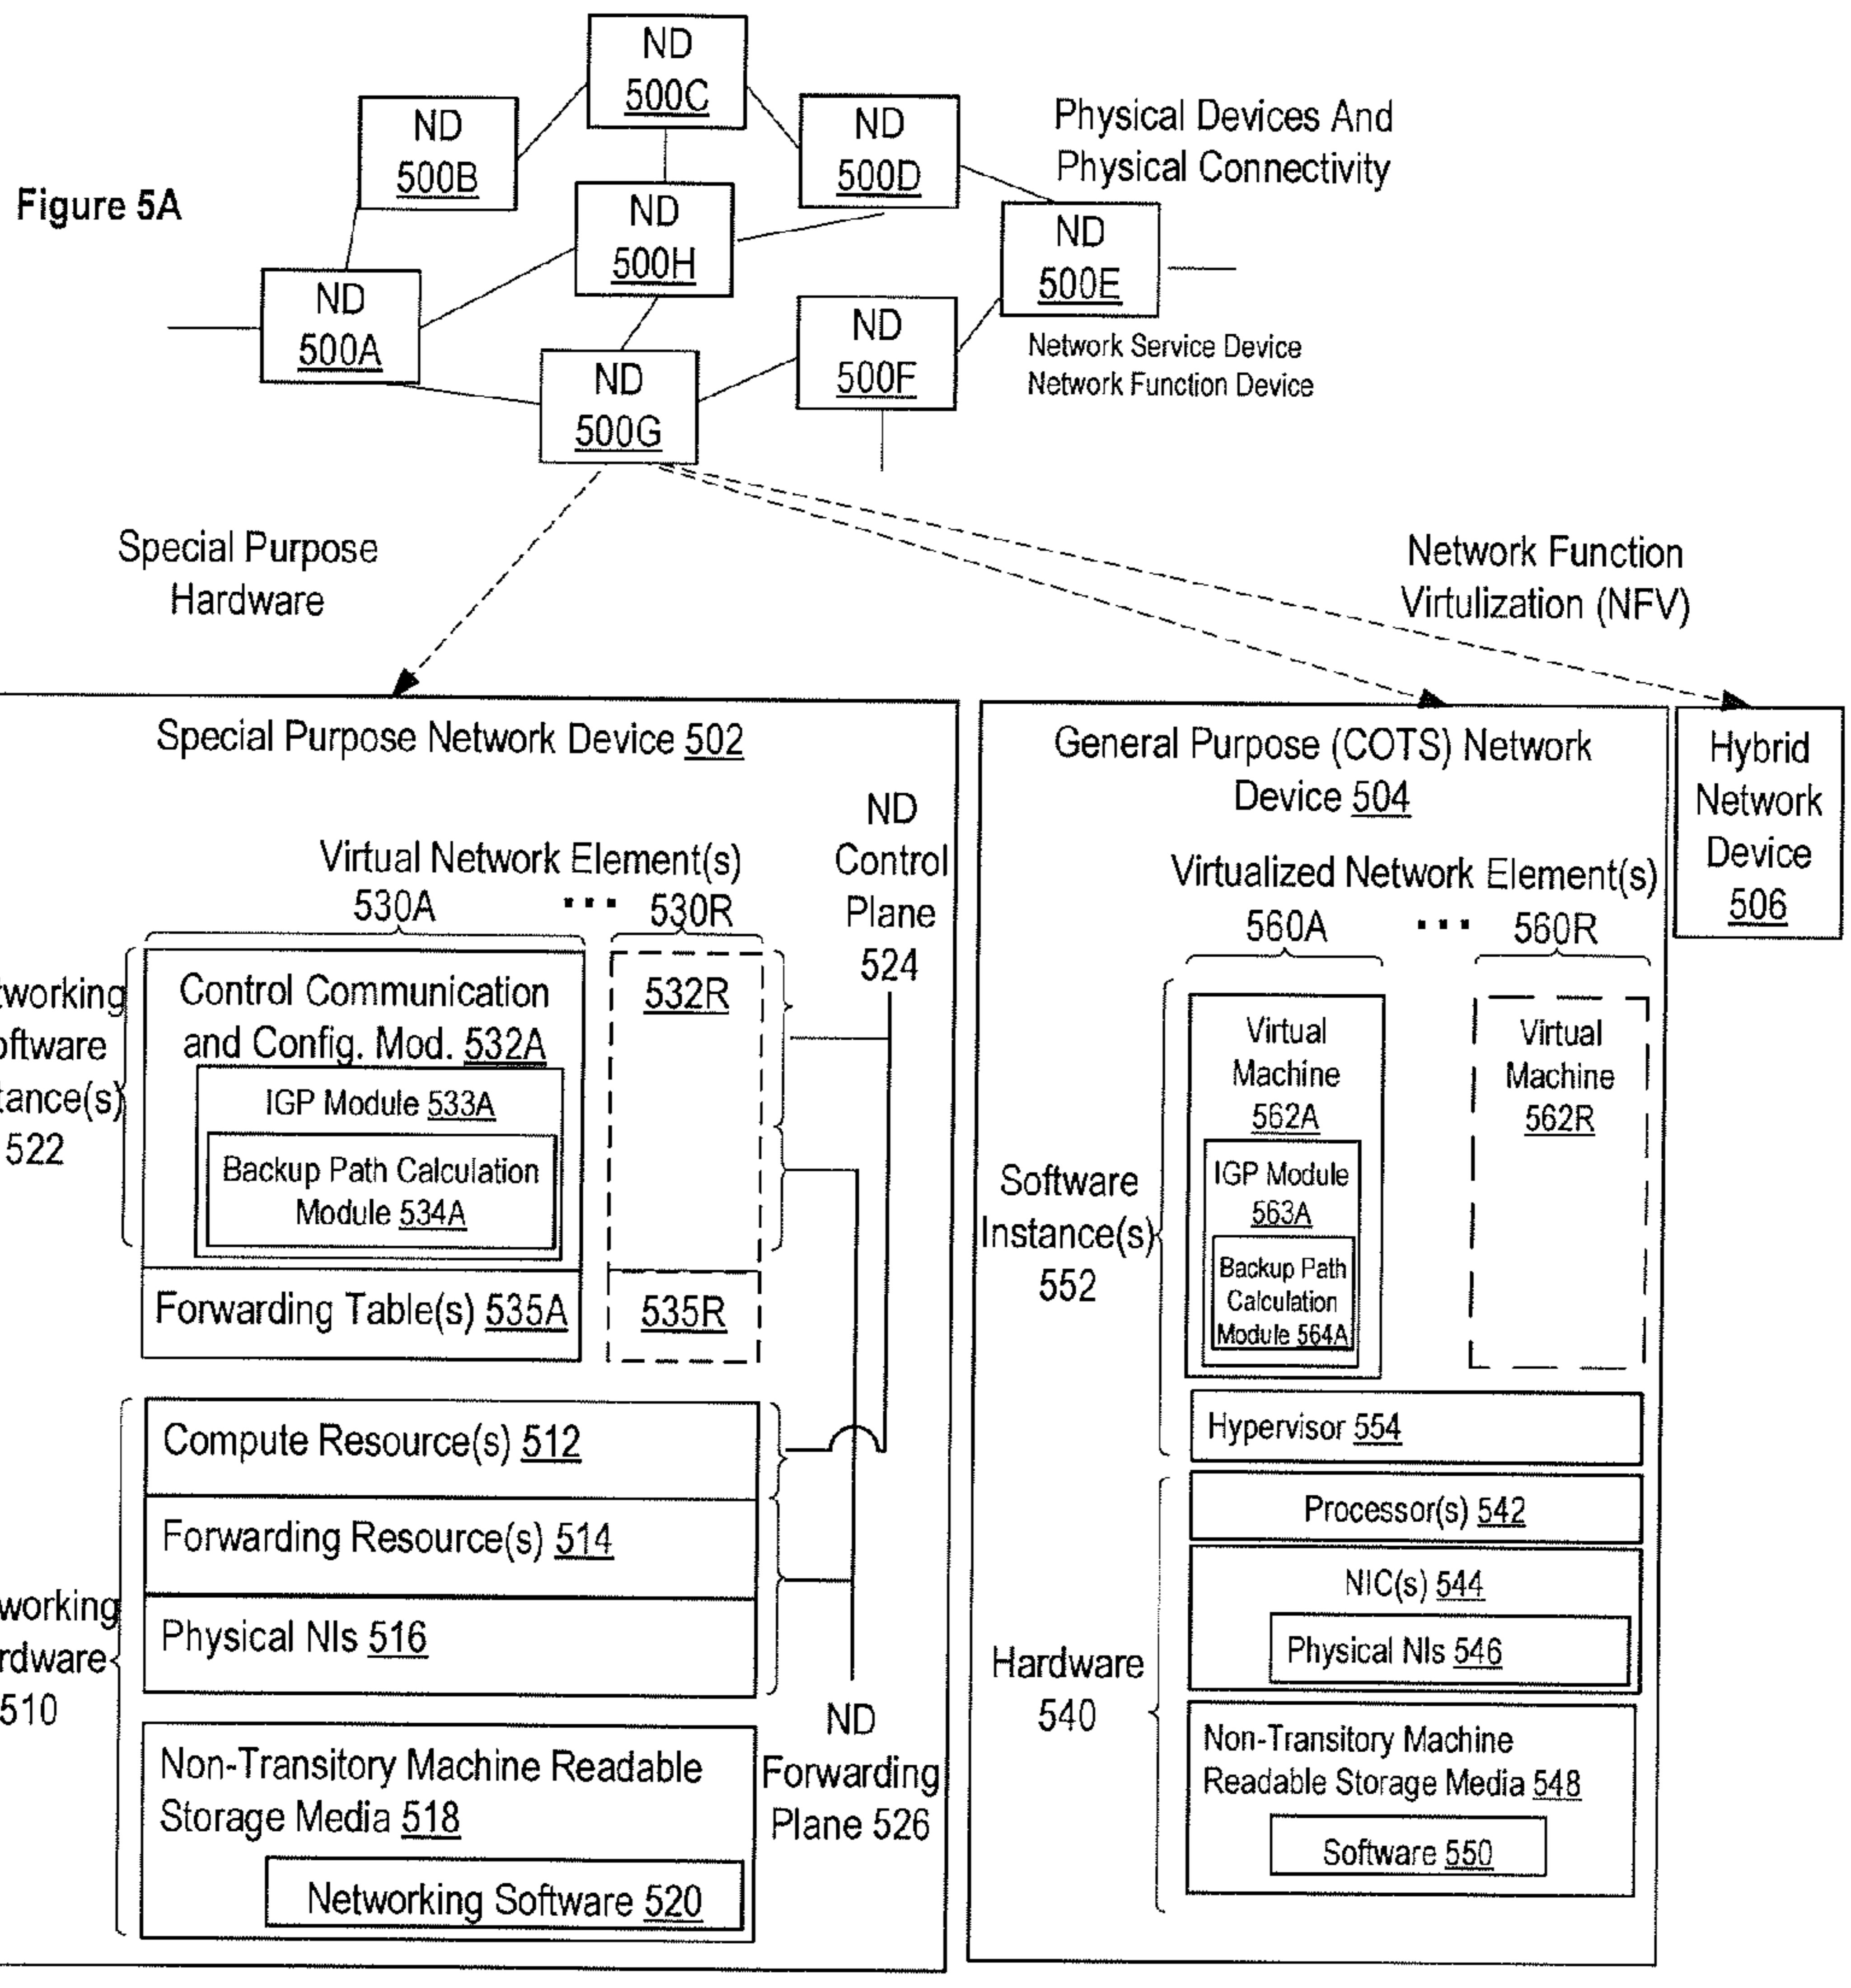 Figure 5A
ND
500C
ND
500B
ND
500D
Physical Devices And
Physical Connectivity
ND
500H
ND
500E
ND
500A
ND
500F
Network Service Device
Network Function Device
ND
500G
Special Purpose
Hardware
Network Function
Virtulization (NFV)
Special Purpose Network Device 502
ND
Control
Plane
524
Virtual Network Element(s)
530A ... 530R
tworking
oftware
tance(s)
522
Control Communication
and Config. Mod. 532A
532R
IGP Module 533A
Backup Path Calculation
Module 534A
Forwarding Table(s) 535A
535R
working
rdware
510
Compute Resource(s) 512
Forwarding Resource(s) 514
Physical NIs 516
ND
Forwarding
Plane 526
Non-Transitory Machine Readable
Storage Media 518
Networking Software 520
General Purpose (COTS) Network
Device 504
Virtualized Network Element(s)
560A ... 560R
Software
Instance(s)
552
Virtual
Machine
562A
Virtual
Machine
562R
IGP Module
563A
Backup Path
Calculation
Module 564A
Hypervisor 554
Hardware
540
Processor(s) 542
NIC(s) 544
Physical NIs 546
Non-Transitory Machine
Readable Storage Media 548
Software 550
Hybrid
Network
Device
506